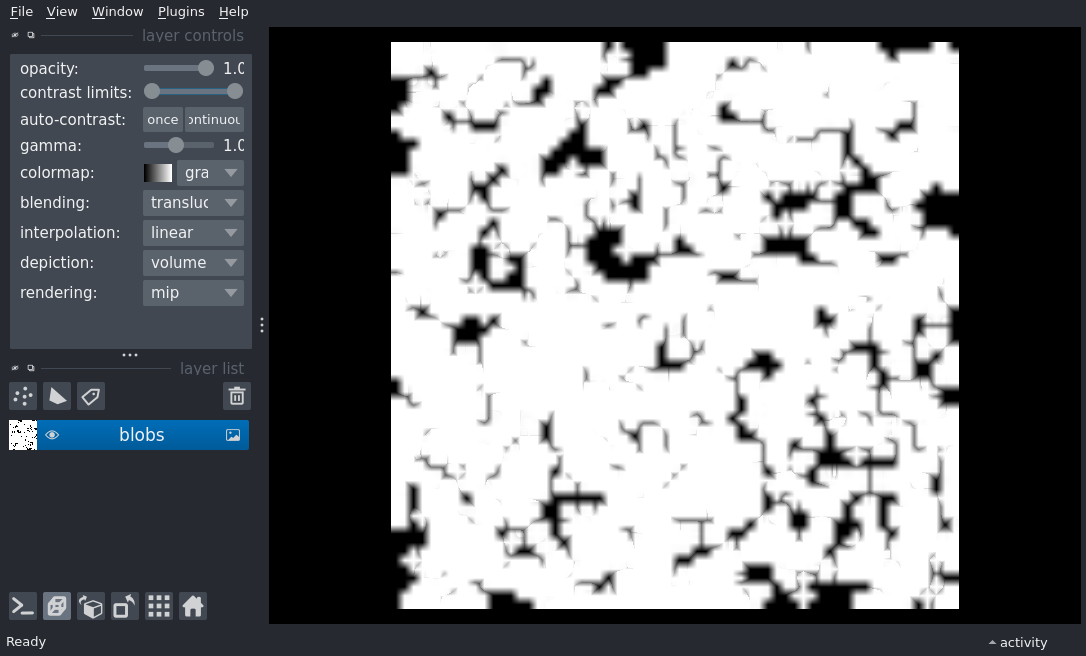 File View Window Plugins Help
layer controls
opacity: 1.0
contrast limits:
auto-contrast: once ontinuou
gamma: 1.0
colormap: gra
blending: transluc
interpolation: linear
depiction: volume
rendering: mip
layer list
blobs
Ready
activity